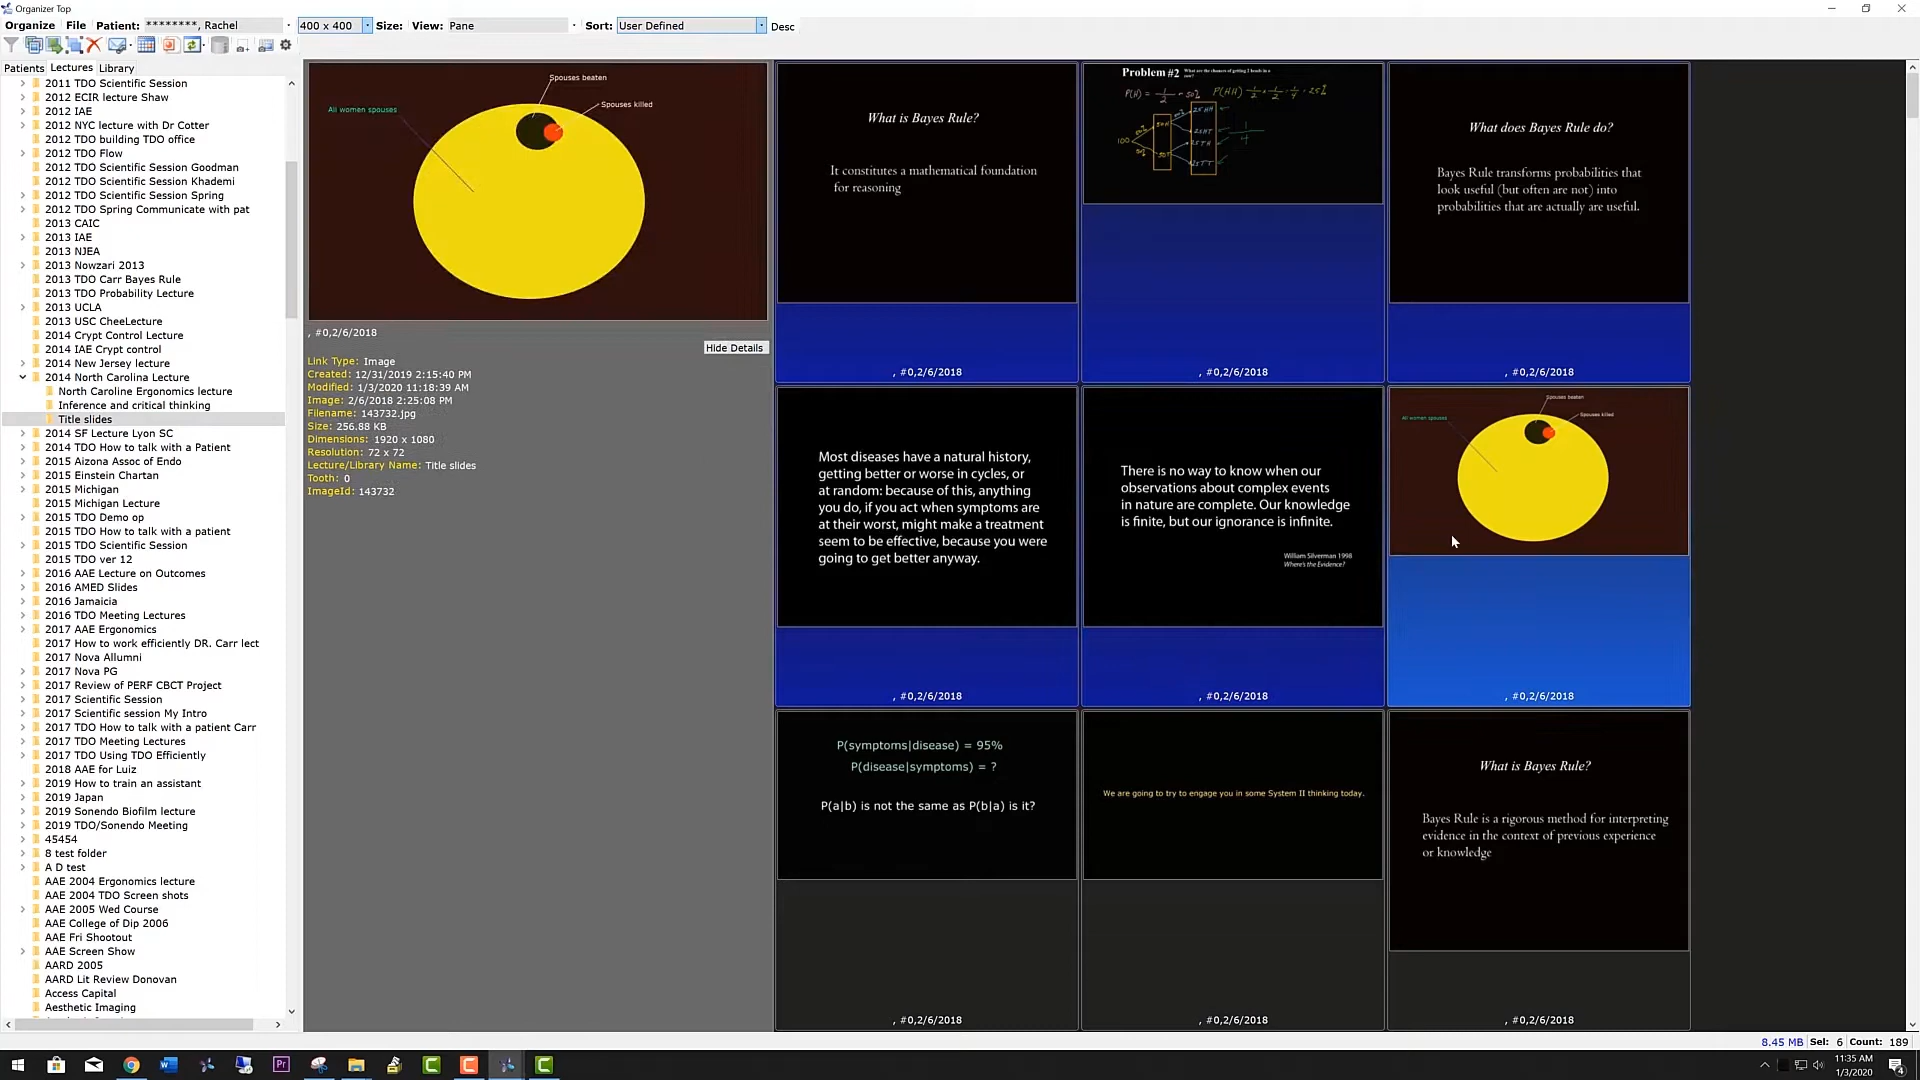 Organizer Top
Organize File Patient: ********, Rachel 400 x 400 Size: View: Pane Sort: User Defined Desc
Patients Lectures Library
2011 TDO Scientific Session
2012 ECIR lecture Shaw
2012 IAE
2012 NYC lecture with Dr Cotter
2012 TDO building TDO office
2012 TDO Flow
2012 TDO Scientific Session Goodman
2012 TDO Scientific Session Khademi
2012 TDO Scientific Session Spring
2012 TDO Spring Communicate with pat
2013 CAIC
2013 IAE
2013 NJEA
2013 Nowzari 2013
2013 TDO Carr Bayes Rule
2013 TDO Probability Lecture
2013 UCLA
2013 USC CheeLecture
2014 Crypt Control Lecture
2014 IAE Crypt control
2014 New Jersey lecture
2014 North Carolina Lecture
North Caroline Ergonomics lecture
Inference and critical thinking
Title slides
2014 SF Lecture Lyon SC
2014 TDO How to talk with a Patient
2015 Aizona Assoc of Endo
2015 Einstein Chartan
2015 Michigan
2015 Michigan Lecture
2015 TDO Demo op
2015 TDO How to talk with a patient
2015 TDO Scientific Session
2015 TDO ver 12
2016 AAE Lecture on Outcomes
2016 AMED Slides
2016 Jamaicia
2016 TDO Meeting Lectures
2017 AAE Ergonomics
2017 How to work efficiently DR. Carr lect
2017 Nova Allumni
2017 Nova PG
2017 Review of PERF CBCT Project
2017 Scientific Session
2017 Scientific session My Intro
2017 TDO How to talk with a patient Carr
2017 TDO Meeting Lectures
2017 TDO Using TDO Efficiently
2018 AAE for Luiz
2019 How to train an assistant
2019 Japan
2019 Sonendo Biofilm lecture
2019 TDO/Sonendo Meeting
45454
8 test folder
A D test
AAE 2004 Ergonomics lecture
AAE 2004 TDO Screen shots
AAE 2005 Wed Course
AAE College of Dip 2006
AAE Fri Shootout
AAE Screen Show
AARD 2005
AARD Lit Review Donovan
Access Capital
Aesthetic Imaging
Spouses beaten
Spouses killed
All women spouses
, #0,2/6/2018
Hide Details
Link Type: Image
Created: 12/31/2019 2:15:40 PM
Modified: 1/3/2020 11:18:39 AM
Image: 2/6/2018 2:25:08 PM
Filename: 143732.jpg
Size: 256.88 KB
Dimensions: 1920 x 1080
Resolution: 72 x 72
Lecture/Library Name: Title slides
Tooth: 0
ImageId: 143732
What is Bayes Rule?
It constitutes a mathematical foundation
for reasoning
, #0,2/6/2018
Problem #2 What are the chances of getting 2 heads in a
row?
, #0,2/6/2018
What does Bayes Rule do?
Bayes Rule transforms probabilities that
look useful (but often are not) into
probabilities that are actually are useful.
, #0,2/6/2018
Most diseases have a natural history,
getting better or worse in cycles, or
at random: because of this, anything
you do, if you act when symptoms are
at their worst, might make a treatment
seem to be effective, because you were
going to get better anyway.
, #0,2/6/2018
There is no way to know when our
observations about complex events
in nature are complete. Our knowledge
is finite, but our ignorance is infinite.
William Silverman 1998
Where's the Evidence?
, #0,2/6/2018
Spouses beaten
Spouses killed
All women spouses
, #0,2/6/2018
P(symptoms|disease) = 95%
P(disease|symptoms) = ?
P(a|b) is not the same as P(b|a) is it?
, #0,2/6/2018
We are going to try to engage you in some System II thinking today.
, #0,2/6/2018
What is Bayes Rule?
Bayes Rule is a rigorous method for interpreting
evidence in the context of previous experience
or knowledge
, #0,2/6/2018
8.45 MB Sel: 6 Count: 189
11:35 AM
1/3/2020